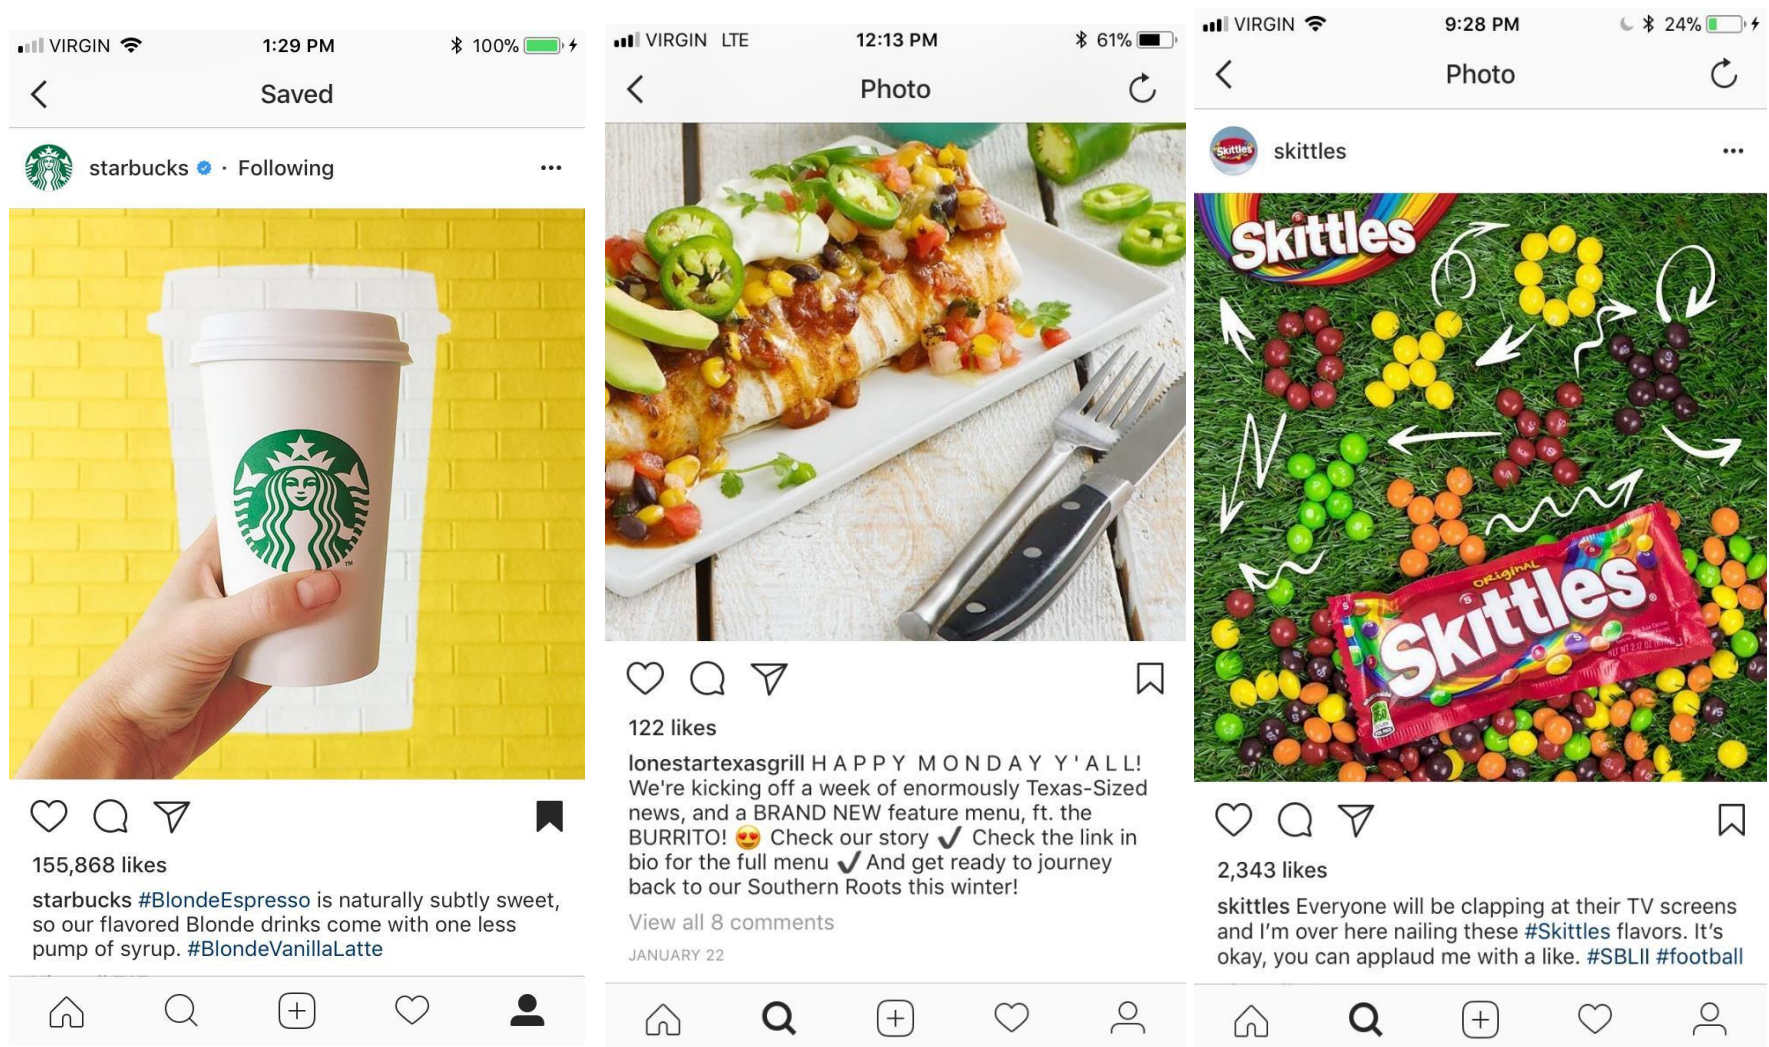 VIRGIN
1:29 PM
100%
Saved
starbucks · Following
155,868 likes
starbucks #BlondeEspresso is naturally subtly sweet,
so our flavored Blonde drinks come with one less
pump of syrup. #BlondeVanillaLatte
VIRGIN LTE
12:13 PM
61%
Photo
122 likes
lonestartexasgrill H A P P Y M O N D A Y Y ' A L L!
We're kicking off a week of enormously Texas-Sized
news, and a BRAND NEW feature menu, ft. the
BURRITO! 😍 Check our story ✔ Check the link in
bio for the full menu ✔ And get ready to journey
back to our Southern Roots this winter!
View all 8 comments
JANUARY 22
VIRGIN
9:28 PM
24%
Photo
Skittles
skittles
Skittles
ORIGINAL
Skittles
2,343 likes
skittles Everyone will be clapping at their TV screens
and I'm over here nailing these #Skittles flavors. It's
okay, you can applaud me with a like. #SBLII #football